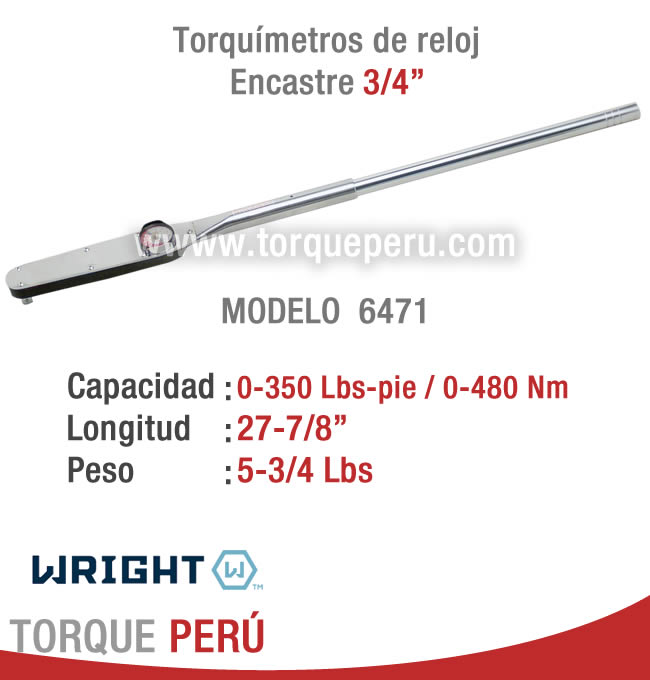 Torquímetros de reloj
Encastre 3/4”
www.torqueperu.com
MODELO 6471
Capacidad : 0-350 Lbs-pie / 0-480 Nm
Longitud : 27-7/8”
Peso : 5-3/4 Lbs
WRIGHT W ™
TORQUE PERÚ